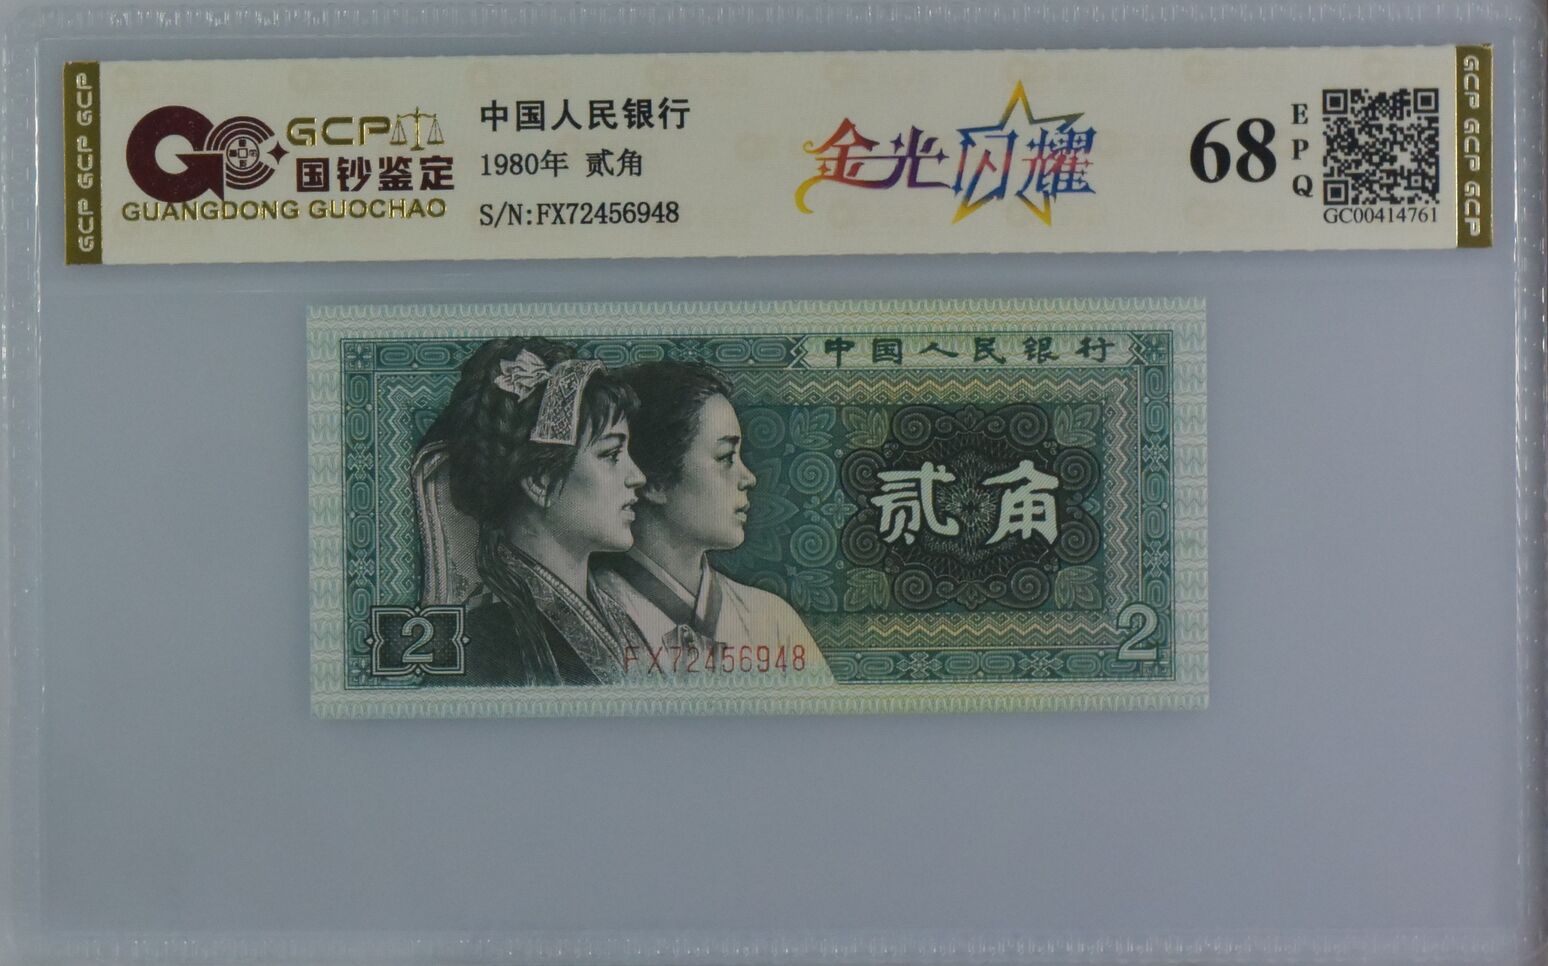 GCP GCP GCP
GCP
国钞鉴定
GUANGDONG GUOCHAO
中国人民银行
1980年 贰角
S/N:FX72456948
金光闪耀
68
EPQ
GC00414761
GCP GCP GCP
中国人民银行
贰角
2
2
FX72456948